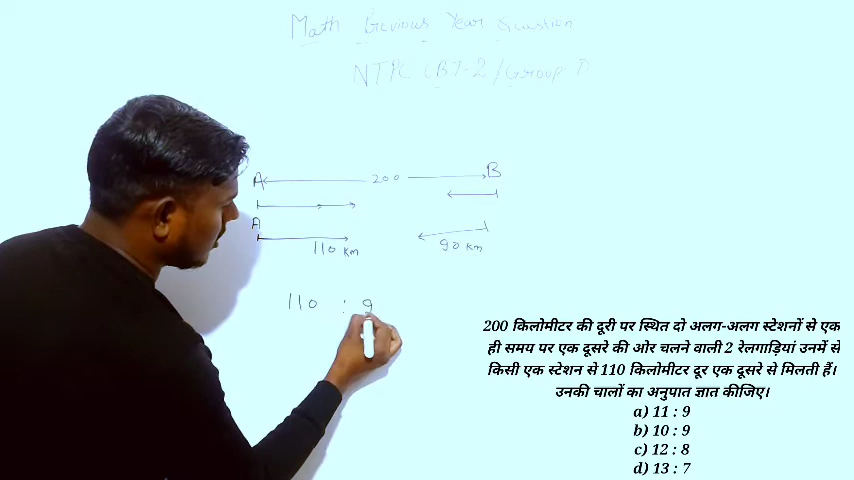 Math Previous Year Question
NTPC CBT-2 / Group D
A 200 B
A
110 km 90 km
110 : 9
200 किलोमीटर की दूरी पर स्थित दो अलग-अलग स्टेशनों से एक
ही समय पर एक दूसरे की ओर चलने वाली 2 रेलगाड़ियां उनमें से
किसी एक स्टेशन से 110 किलोमीटर दूर एक दूसरे से मिलती हैं।
उनकी चालों का अनुपात ज्ञात कीजिए।
a) 11 : 9
b) 10 : 9
c) 12 : 8
d) 13 : 7